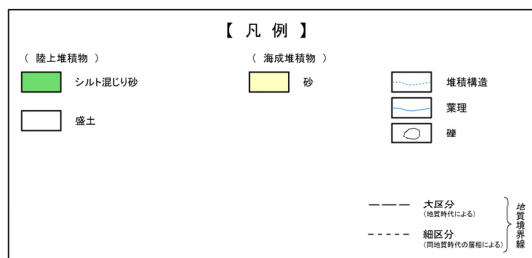 【 凡 例 】
( 陸上堆積物 )
( 海成堆積物 )
シルト混じり砂
砂
堆積構造
盛土
葉理
礫
大区分
(地質時代による)
細区分
(同地質時代の層相による)
地質境界線